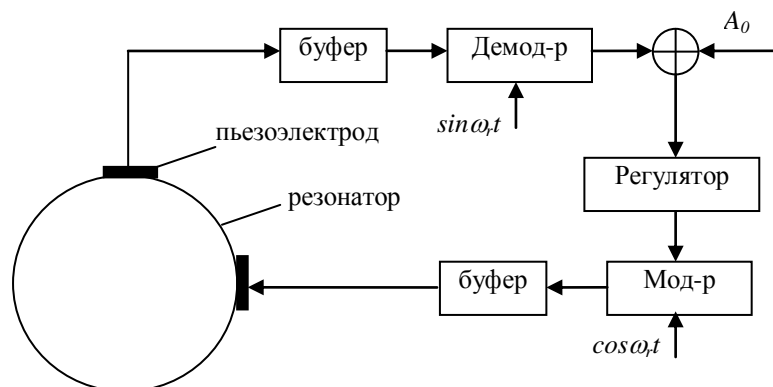 буфер
Демод-р
A₀
sinωᵣt
пьезоэлектрод
Регулятор
резонатор
буфер
Мод-р
cosωᵣt